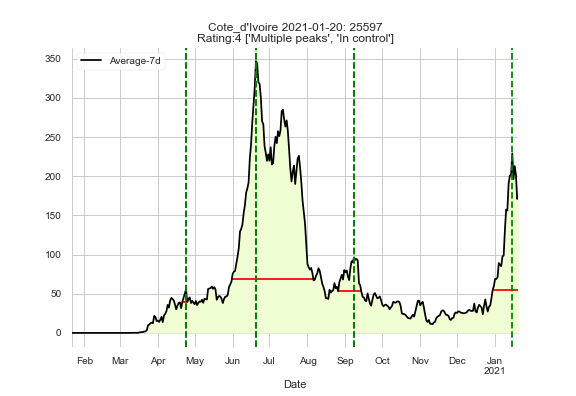 Cote_d'Ivoire 2021-01-20: 25597
Rating:4 ['Multiple peaks', 'In control']
Average-7d
350
300
250
200
150
100
50
0
Feb Mar Apr May Jun Jul Aug Sep Oct Nov Dec Jan
2021
Date